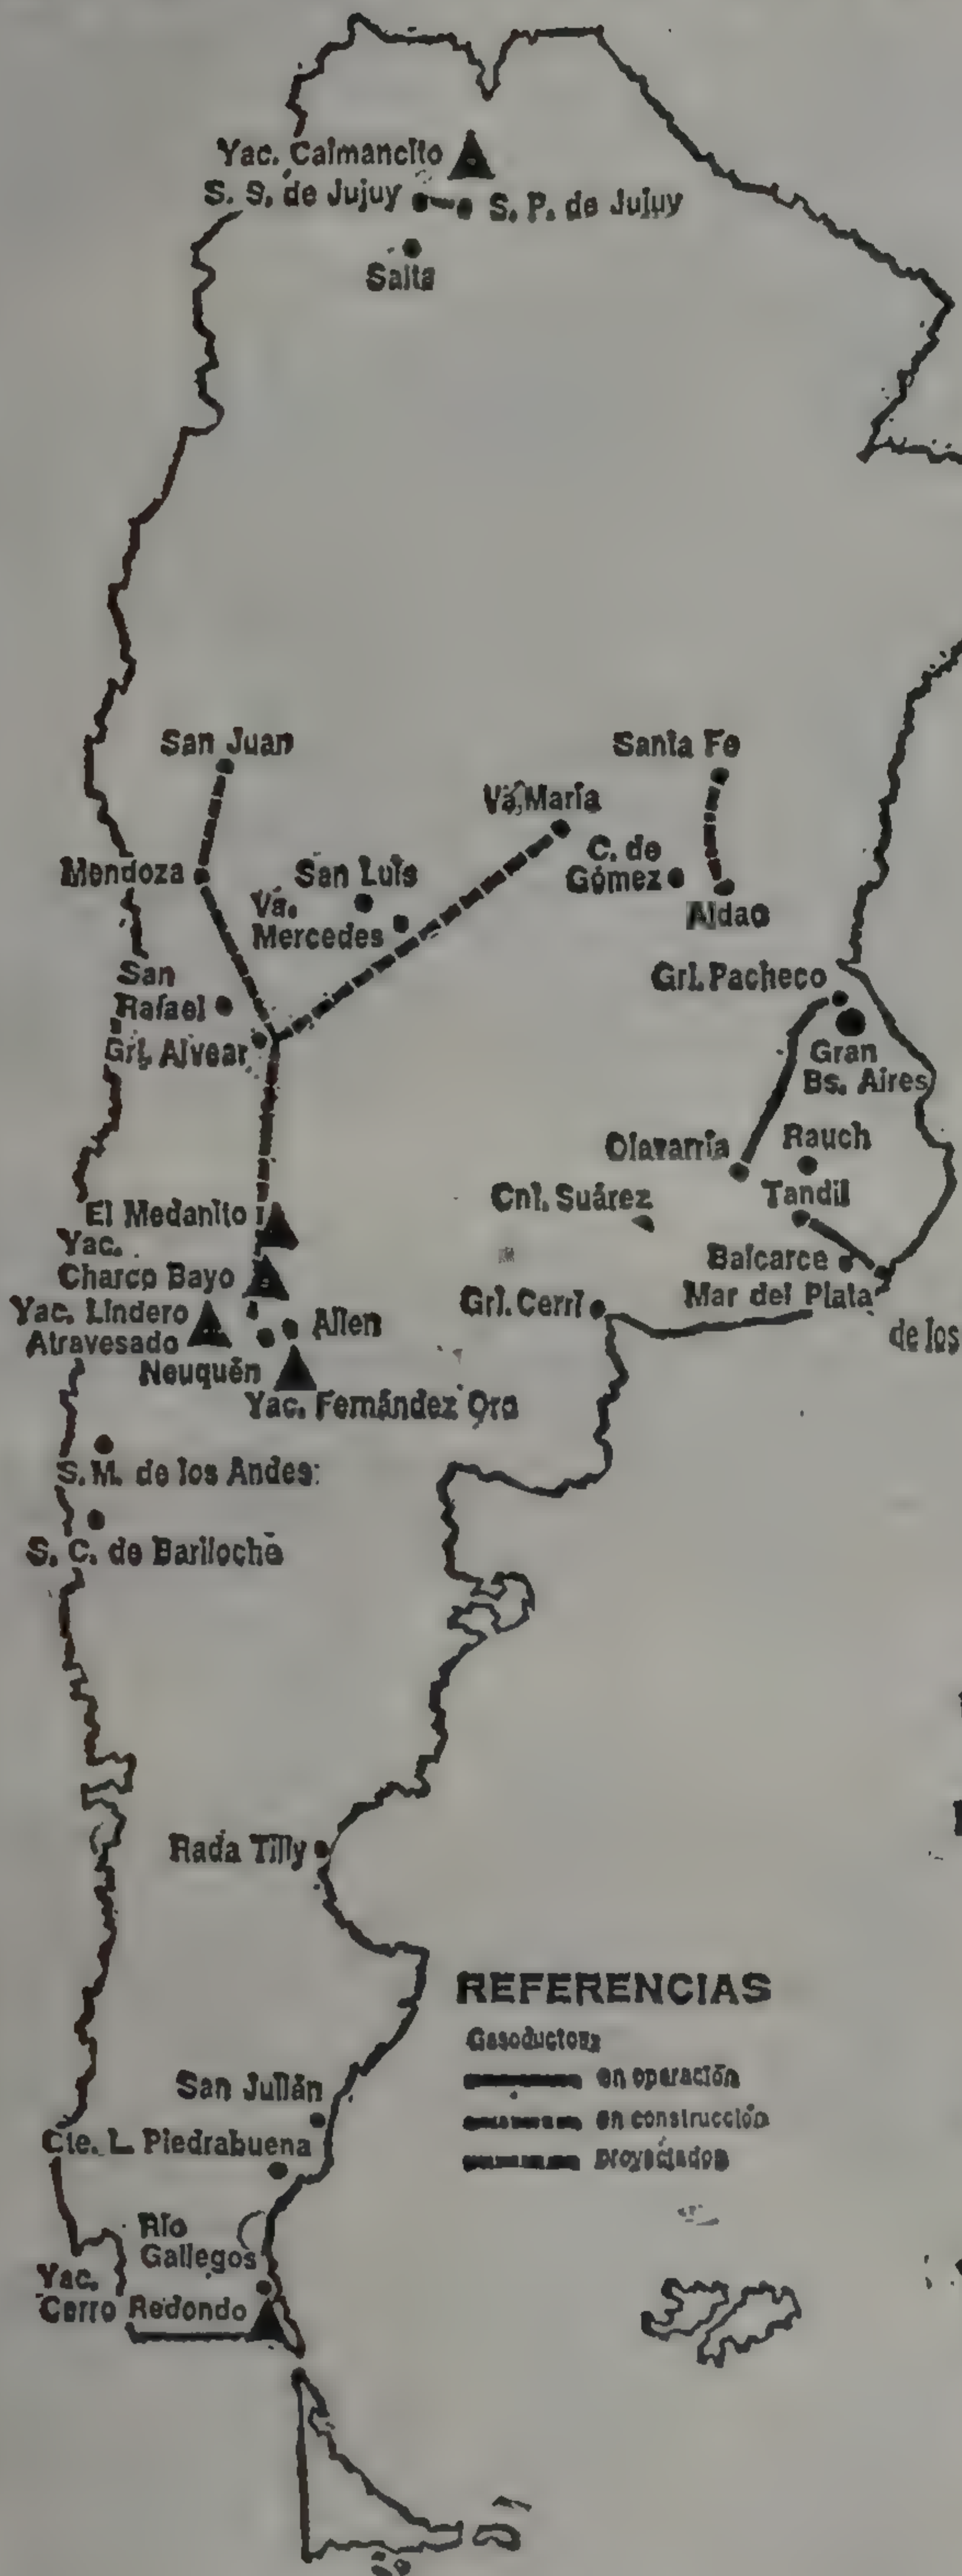 Yac. Caimancito
S. S. de Jujuy
S. P. de Jujuy
Salta
San Juan
Santa Fe
Va. María
Mendoza
San Luis
C. de
Gómez
Va.
Mercedes
Aldao
San
Rafael
Grl. Pacheco
Grl. Alvear
Gran
Bs. Aires
Olavarria
Rauch
Cnl. Suárez
Tandil
El Medanito
Yac.
Charco Bayo
Balcarce
Yac. Lindero
Atravesado
Grl. Cerri
Mar del Plata
Allen
de los
Neuquén
Yac. Fernández Oro
S. M. de los Andes
S. C. de Bariloche
Rada Tilly
REFERENCIAS
Gasoductos:
en operación
en construcción
proyectados
San Julián
Cte. L. Piedrabuena
Río
Gallegos
Yac.
Cerro Redondo